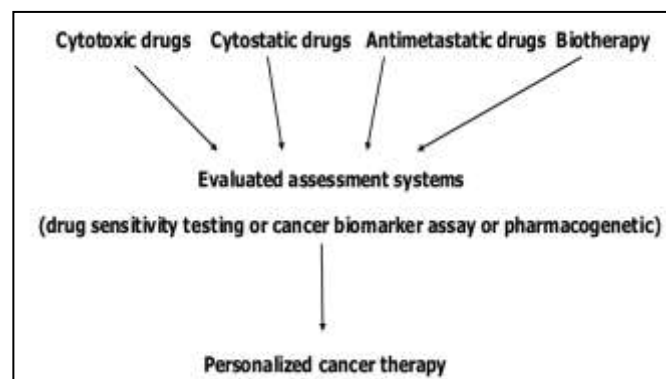 Cytotoxic drugs Cytostatic drugs Antimetastatic drugs Biotherapy
Evaluated assessment systems
(drug sensitivity testing or cancer biomarker assay or pharmacogenetic)
Personalized cancer therapy